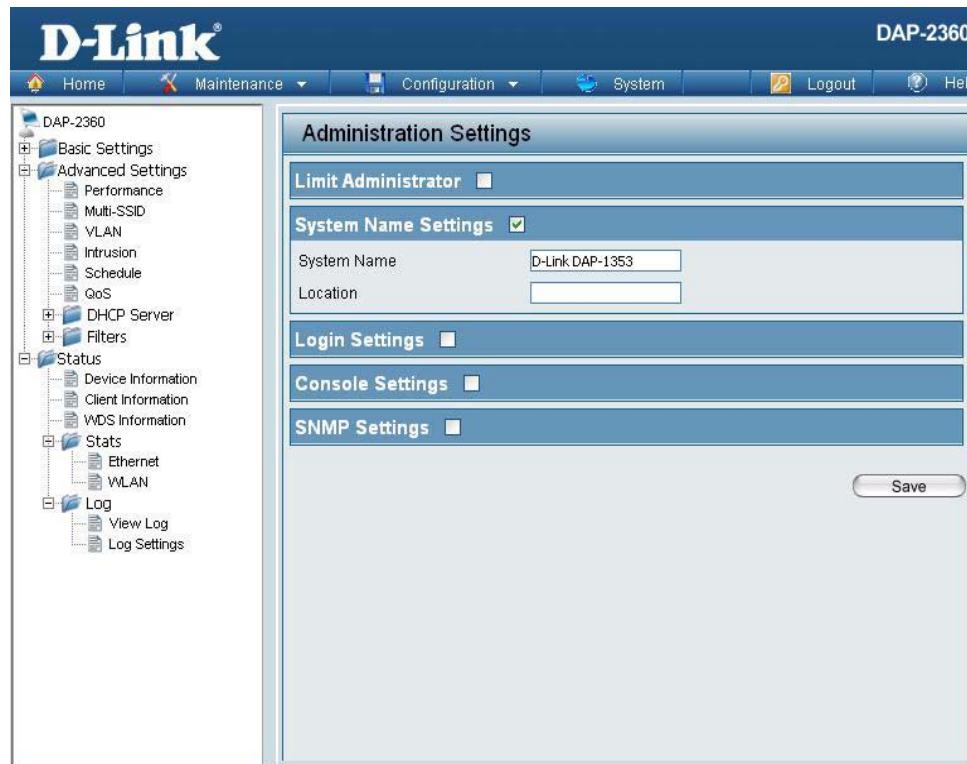 D-Link®
DAP-2360
Home Maintenance Configuration System Logout Hel
DAP-2360
Basic Settings
Advanced Settings
Performance
Multi-SSID
VLAN
Intrusion
Schedule
QoS
DHCP Server
Filters
Status
Device Information
Client Information
WDS Information
Stats
Ethernet
WLAN
Log
View Log
Log Settings
Administration Settings
Limit Administrator
System Name Settings
System Name D-Link DAP-1353
Location
Login Settings
Console Settings
SNMP Settings
Save